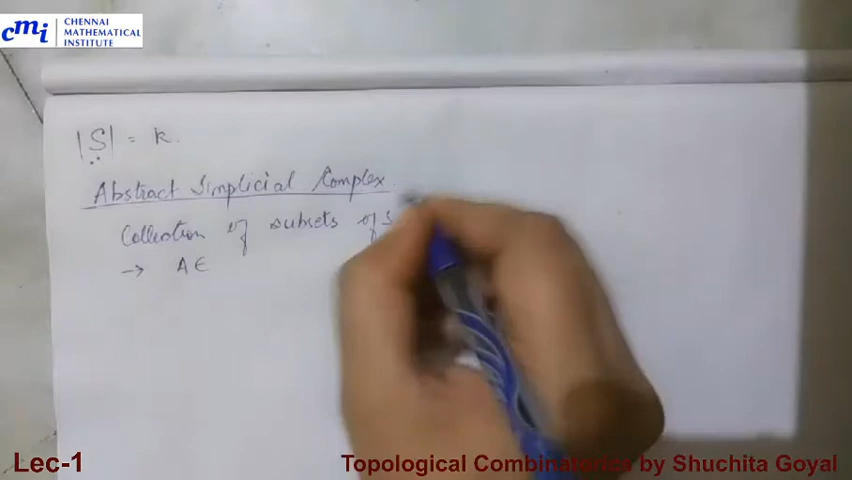 cmi
CHENNAI
MATHEMATICAL
INSTITUTE
|S| = k.
Abstract Simplicial Complex
Collection of subsets of S
→ A ∈
Lec-1
Topological Combinatorics by Shuchita Goyal